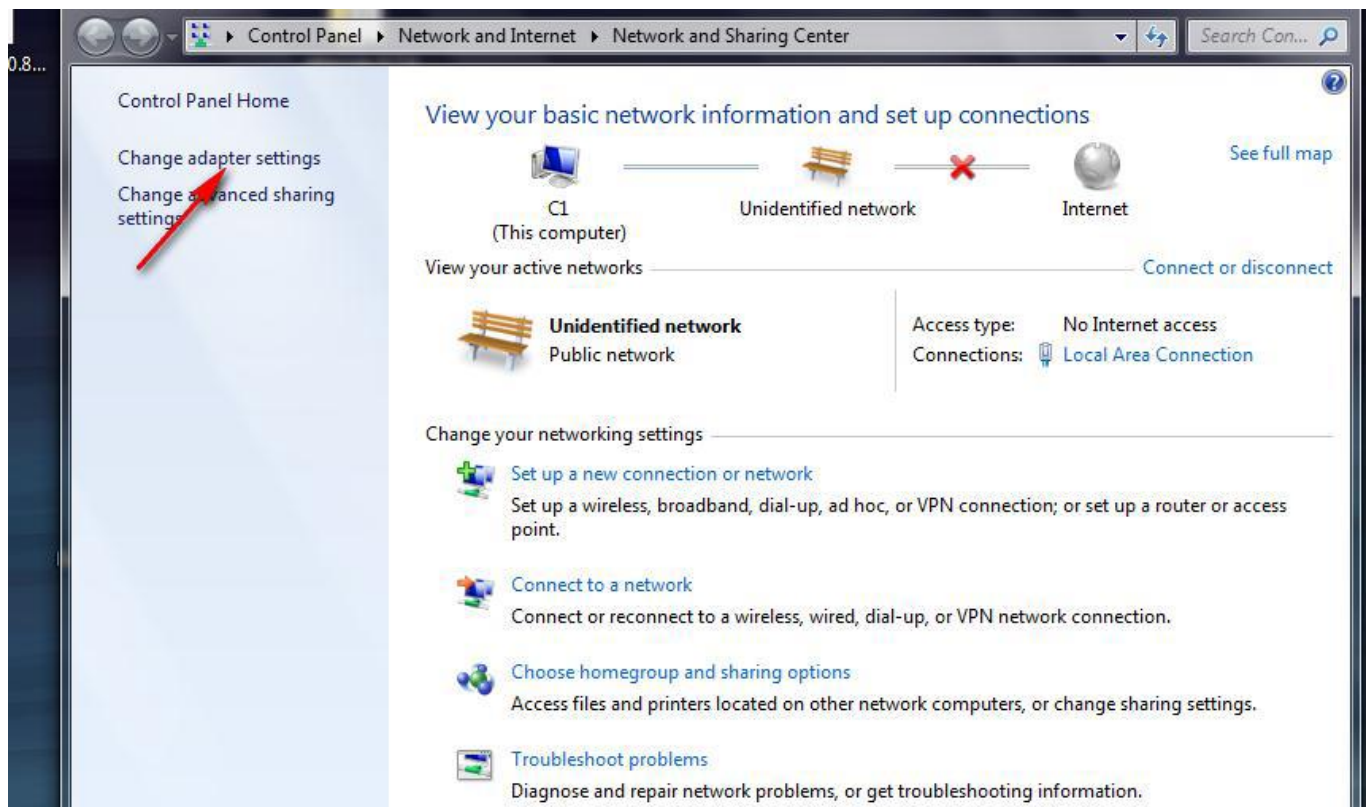 0.8...
Control Panel ▸ Network and Internet ▸ Network and Sharing Center
Search Con...
Control Panel Home
Change adapter settings
Change advanced sharing
settings
View your basic network information and set up connections
See full map
C1
(This computer)
Unidentified network
Internet
View your active networks
Connect or disconnect
Unidentified network
Public network
Access type: No Internet access
Connections: Local Area Connection
Change your networking settings
Set up a new connection or network
Set up a wireless, broadband, dial-up, ad hoc, or VPN connection; or set up a router or access
point.
Connect to a network
Connect or reconnect to a wireless, wired, dial-up, or VPN network connection.
Choose homegroup and sharing options
Access files and printers located on other network computers, or change sharing settings.
Troubleshoot problems
Diagnose and repair network problems, or get troubleshooting information.